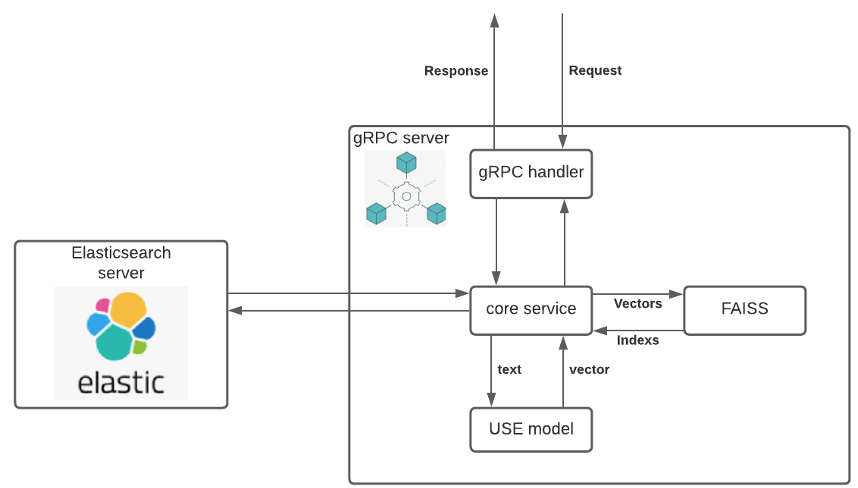 Response
Request
gRPC server
gRPC handler
Elasticsearch
server
elastic
core service
Vectors
Indexs
FAISS
text
vector
USE model